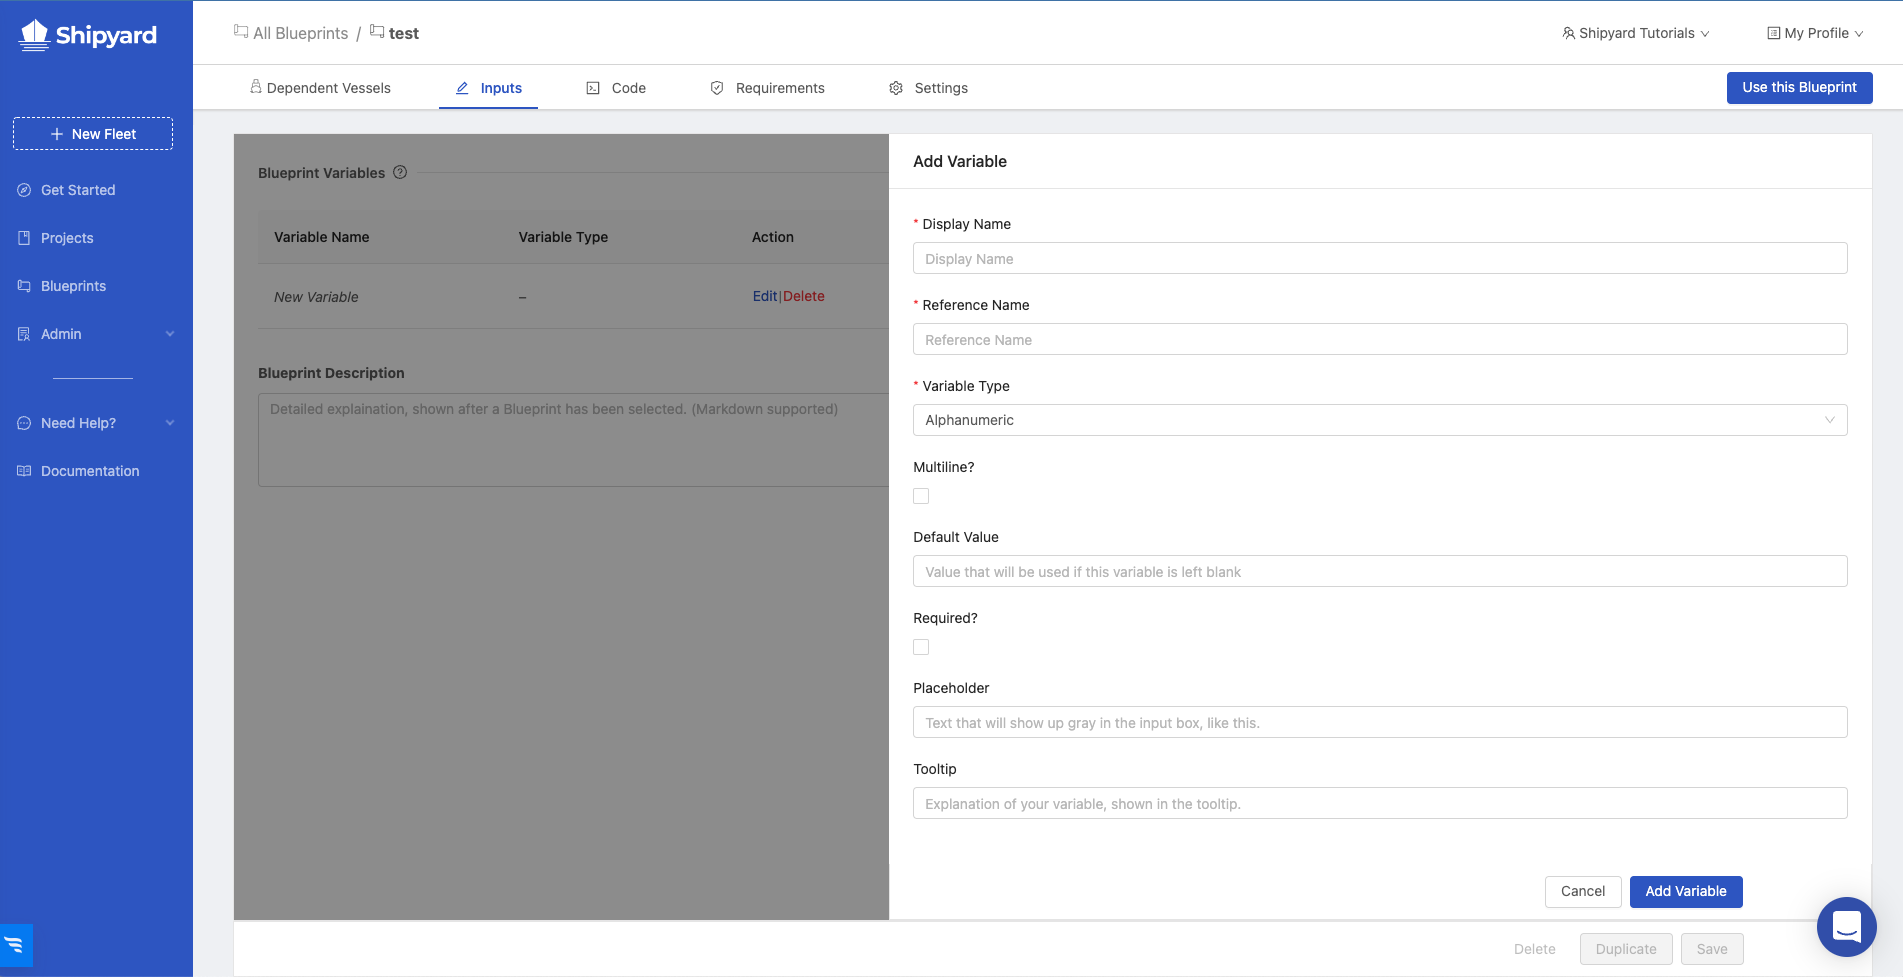 Shipyard
All Blueprints / test
Shipyard Tutorials
My Profile
Dependent Vessels
Inputs
Code
Requirements
Settings
Use this Blueprint
New Fleet
Get Started
Projects
Blueprints
Admin
Need Help?
Documentation
Blueprint Variables
Variable Name Variable Type Action
New Variable – Edit|Delete
Blueprint Description
Detailed explaination, shown after a Blueprint has been selected. (Markdown supported)
Add Variable
* Display Name
Display Name
* Reference Name
Reference Name
* Variable Type
Alphanumeric
Multiline?
Default Value
Value that will be used if this variable is left blank
Required?
Placeholder
Text that will show up gray in the input box, like this.
Tooltip
Explanation of your variable, shown in the tooltip.
Cancel
Add Variable
Delete
Duplicate
Save